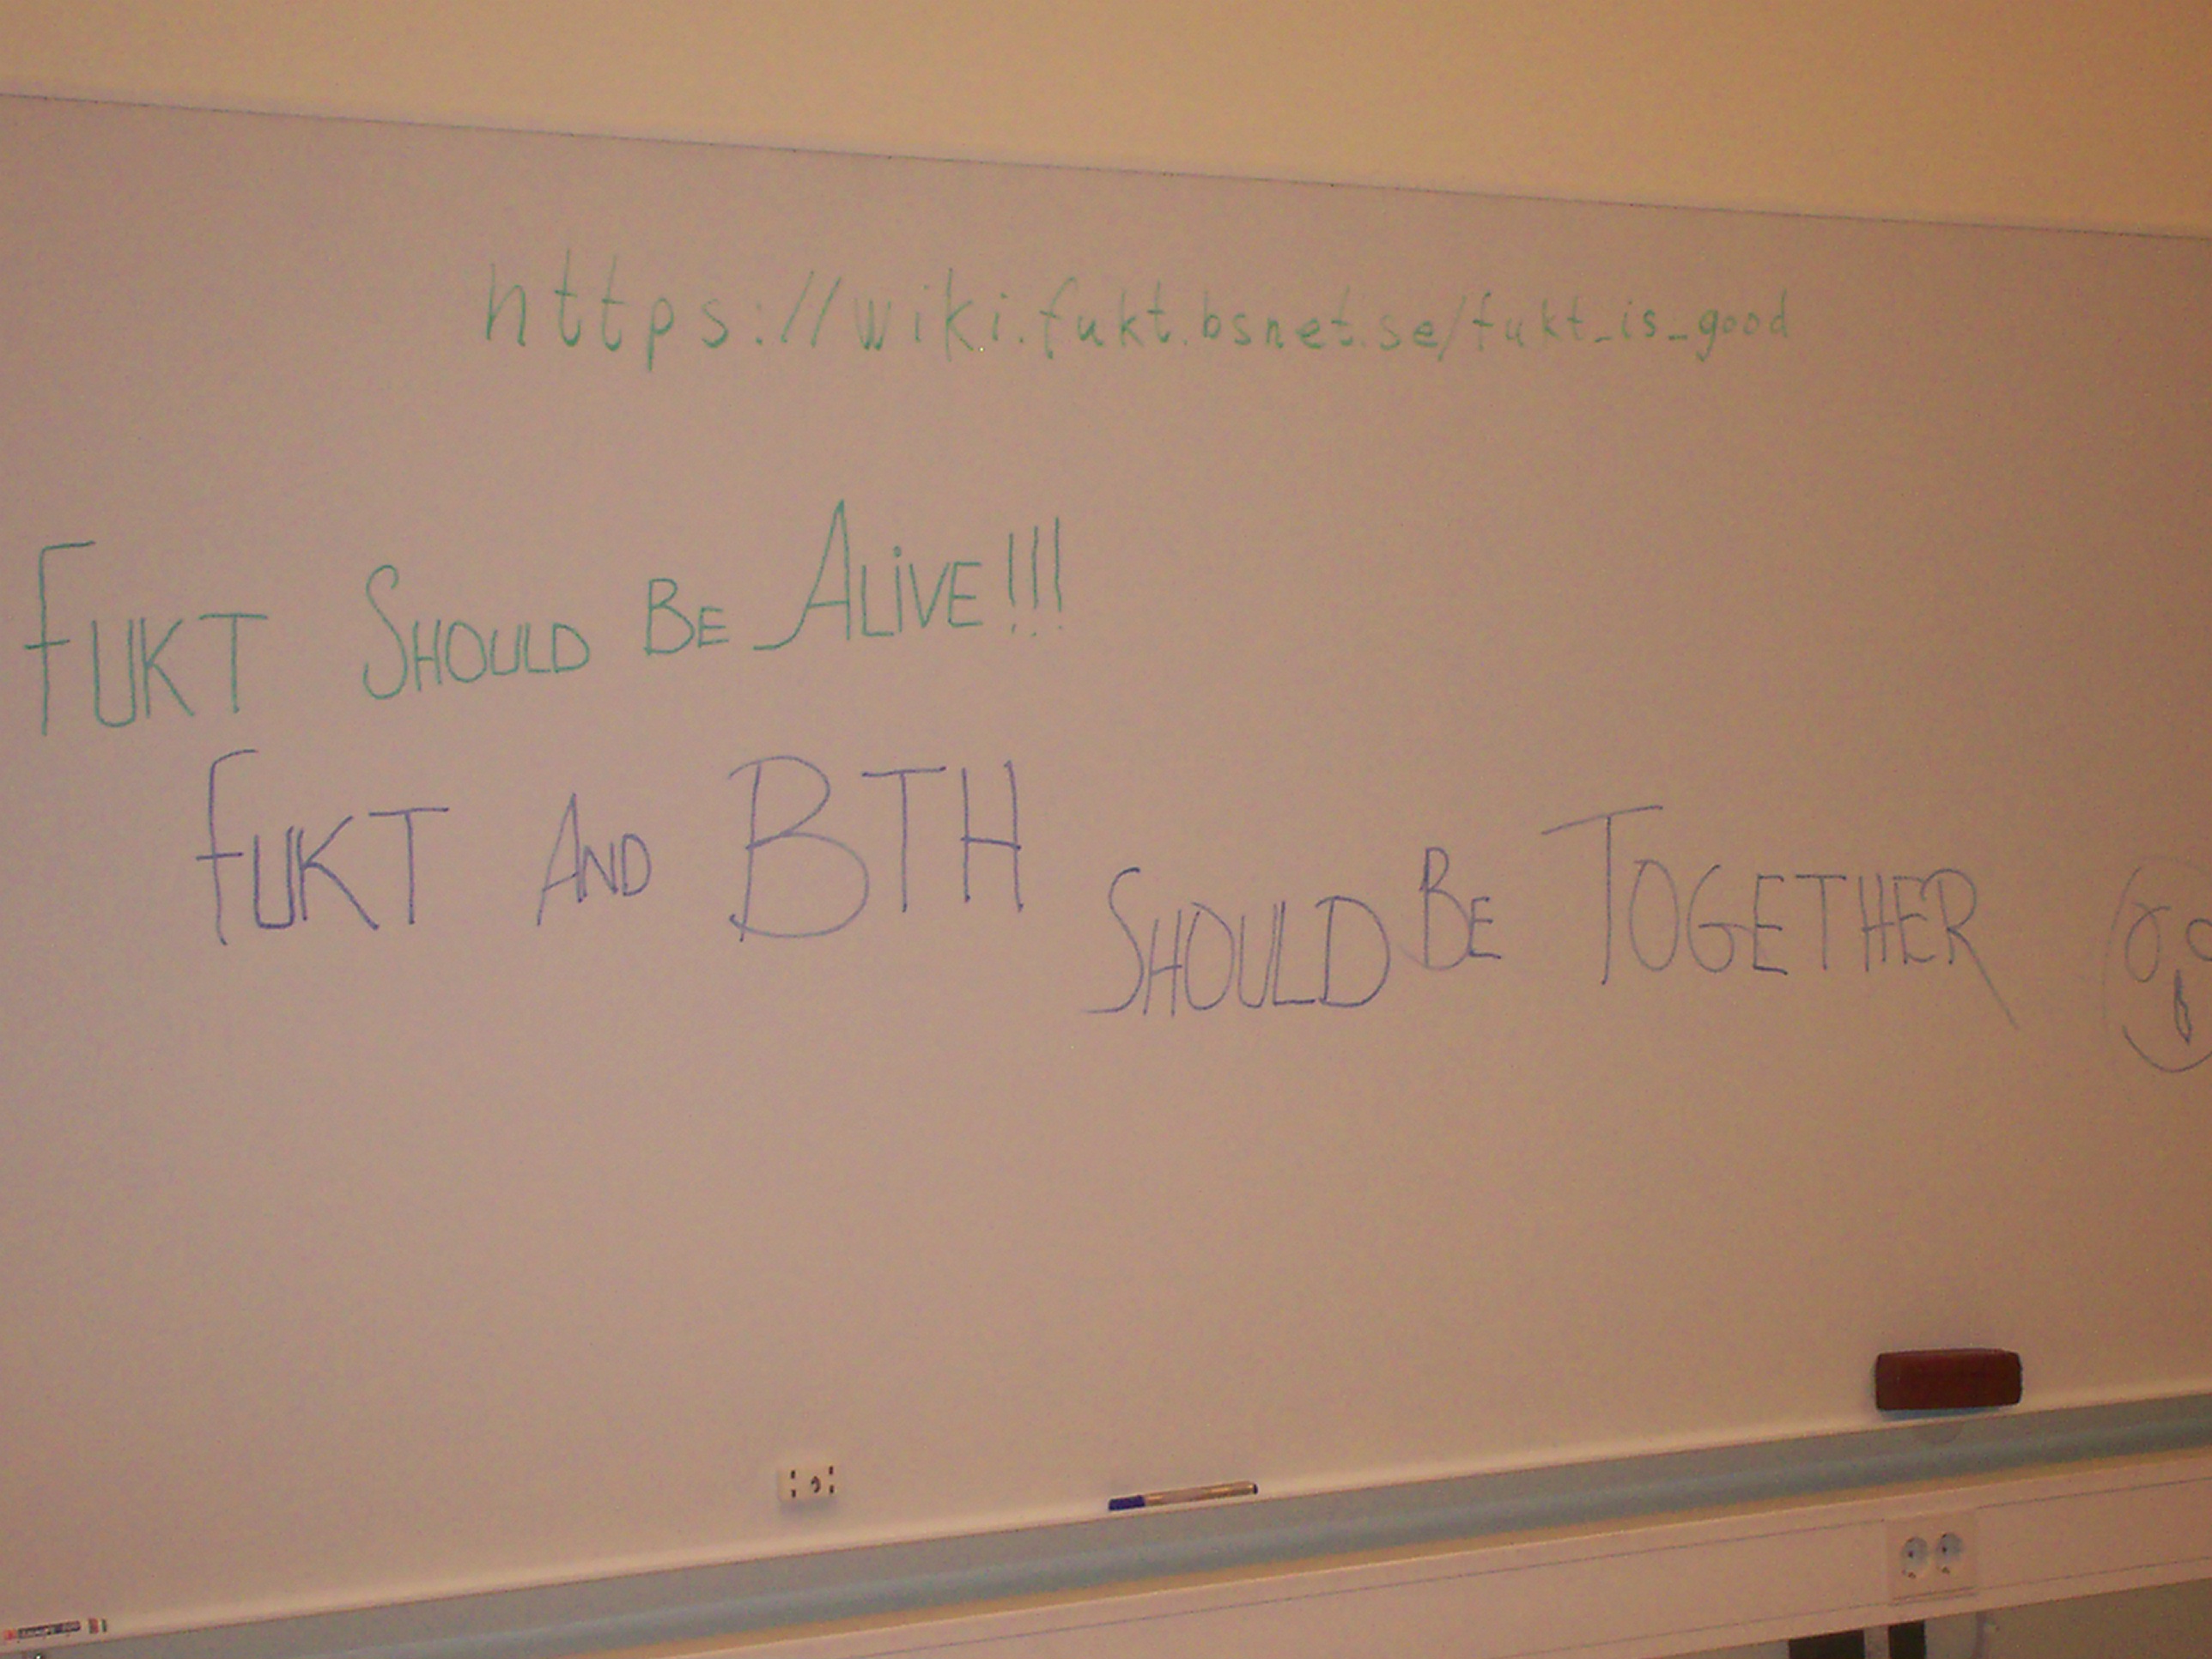 https://wiki.fukt.bsnet.se/fukt_is_good
FUKT SHOULD BE ALiVE!!!
FUKT AND BTH SHOULD BE TOGETHER